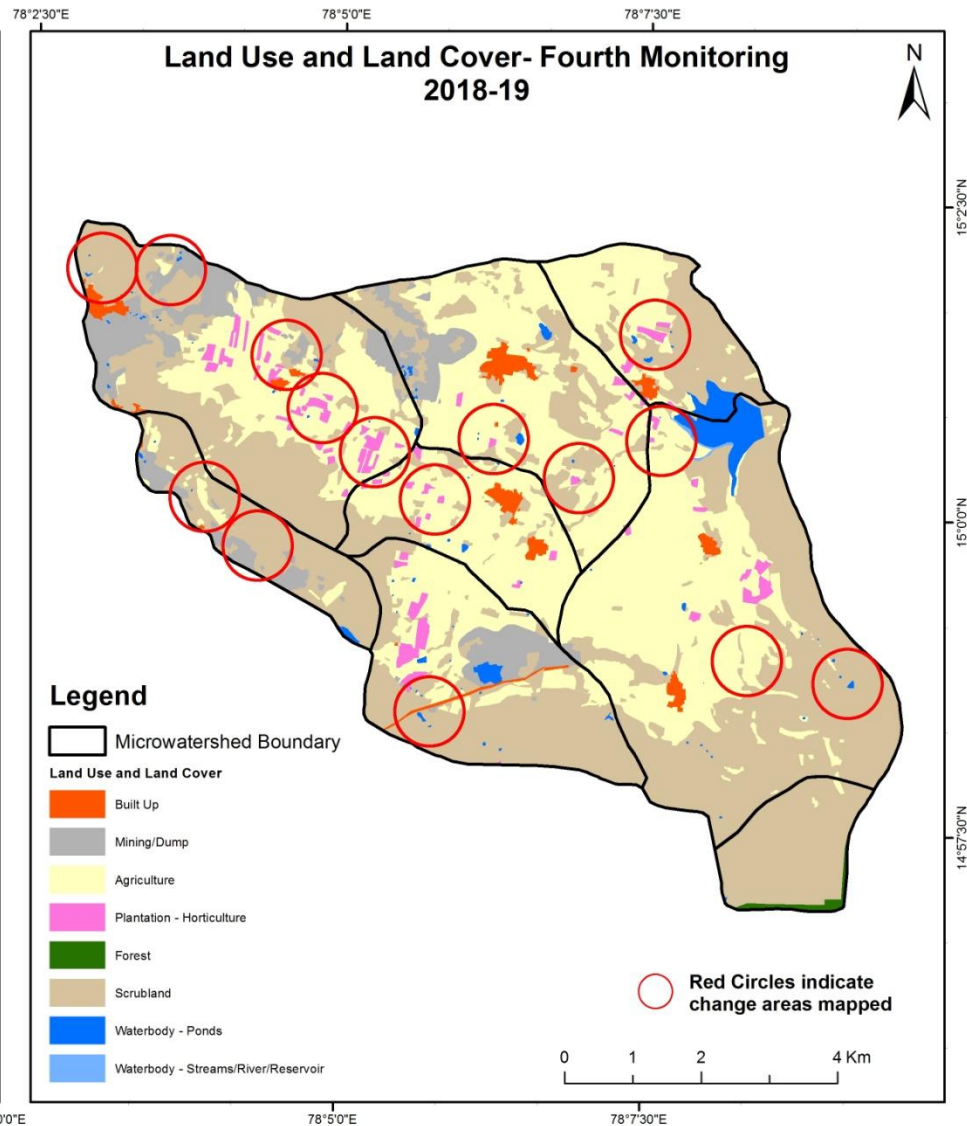 78°2'30"E 78°5'0"E 78°7'30"E
Land Use and Land Cover- Fourth Monitoring
2018-19
N
15°2'30"N
15°0'0"N
14°57'30"N
Legend
Microwatershed Boundary
Land Use and Land Cover
Built Up
Mining/Dump
Agriculture
Plantation - Horticulture
Forest
Scrubland
Waterbody - Ponds
Waterbody - Streams/River/Reservoir
Red Circles indicate
change areas mapped
0 1 2 4 Km
0'0"E 78°5'0"E 78°7'30"E